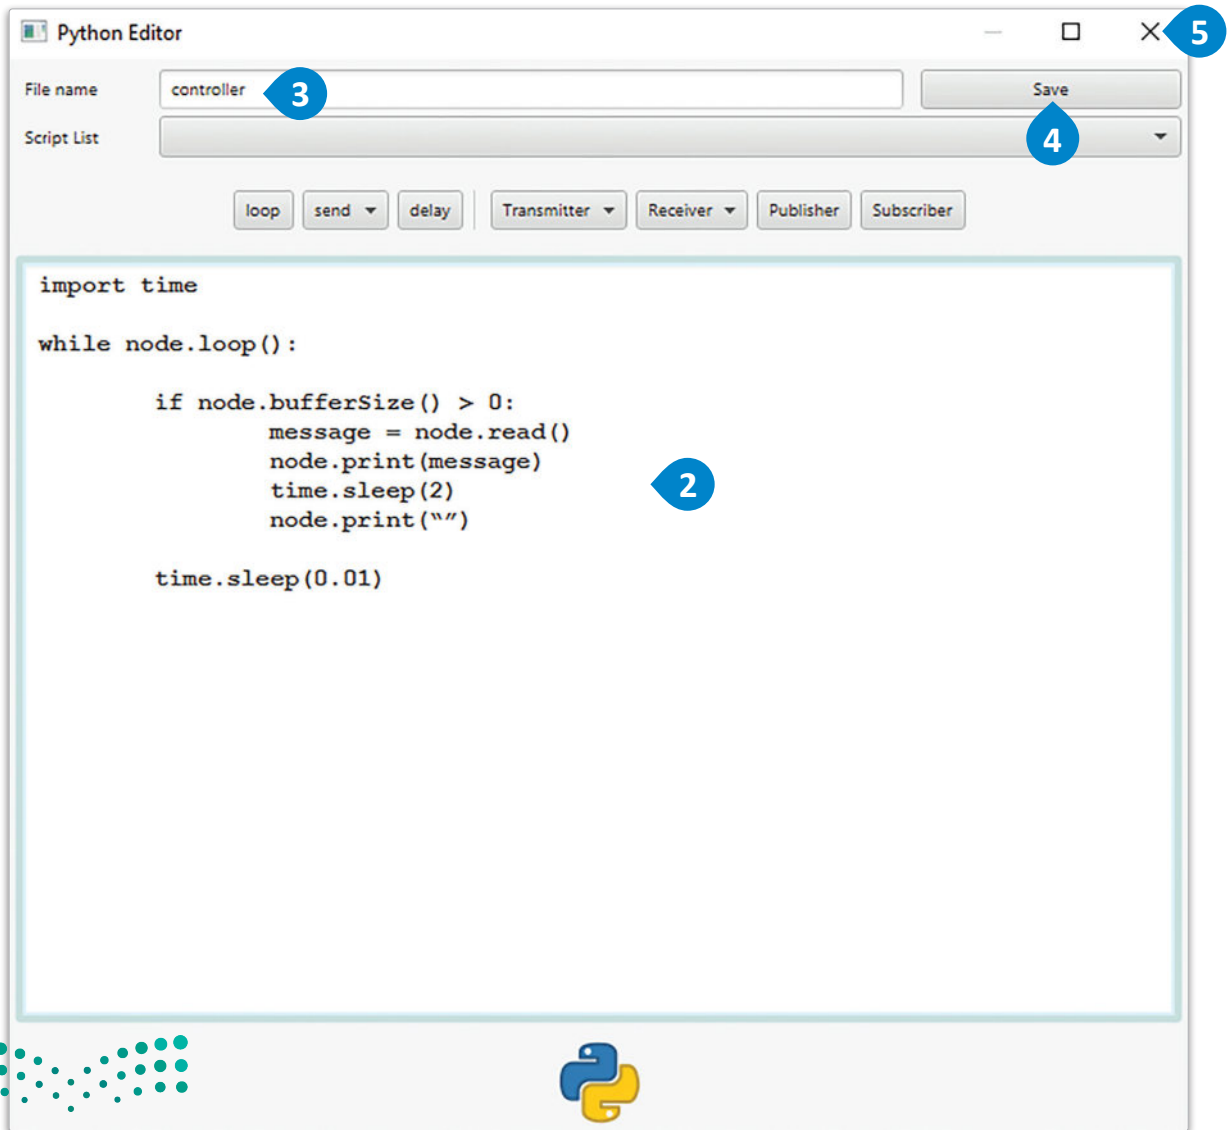 Python Editor
5
File name controller 3 Save
Script List 4
loop send delay Transmitter Receiver Publisher Subscriber
import time
while node.loop():
if node.bufferSize() > 0:
message = node.read()
node.print(message)
time.sleep(2)
node.print(“”)
2
time.sleep(0.01)